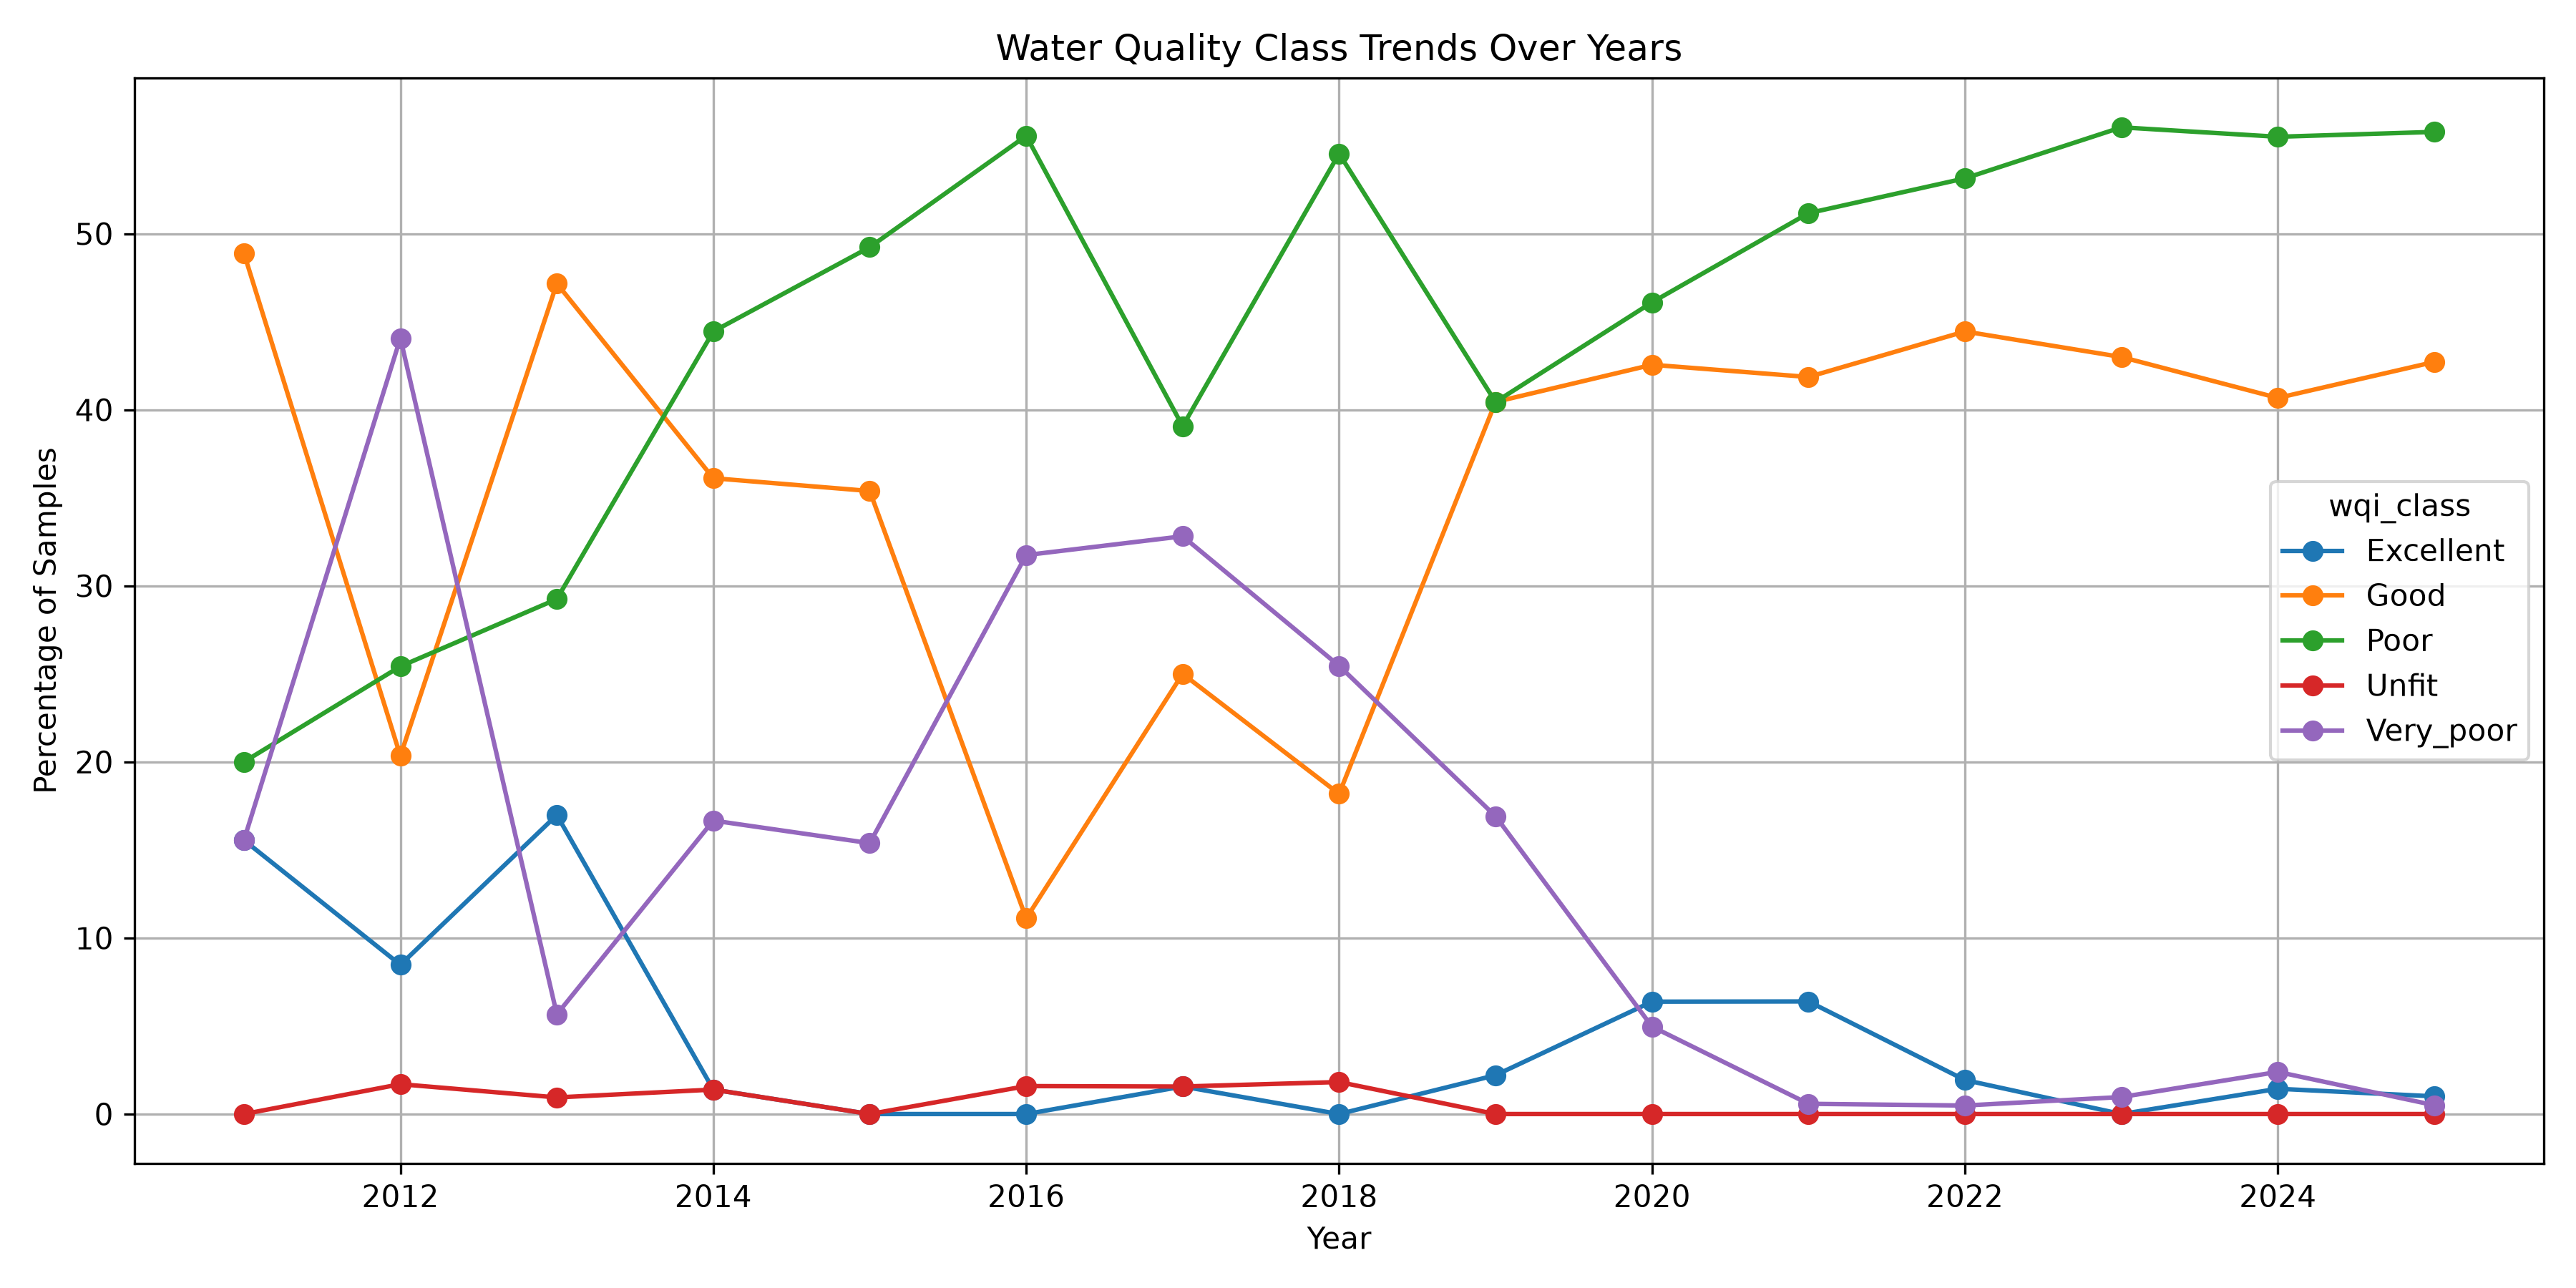 Water Quality Class Trends Over Years
Percentage of Samples
50
40
30
20
10
0
wqi_class
Excellent
Good
Poor
Unfit
Very_poor
2012 2014 2016 2018 2020 2022 2024
Year